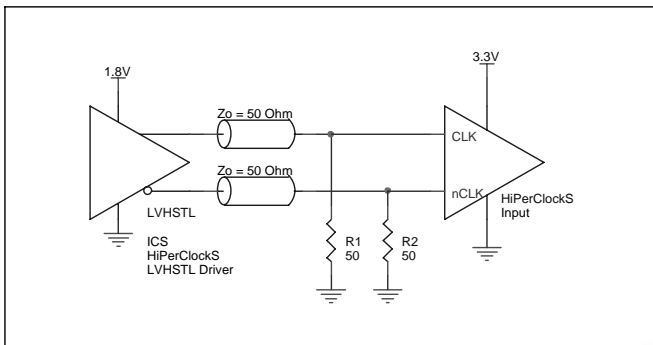 1.8V
3.3V
Zo = 50 Ohm
CLK
Zo = 50 Ohm
nCLK
HiPerClockS
Input
LVHSTL
ICS
HiPerClockS
LVHSTL Driver
R1
50
R2
50